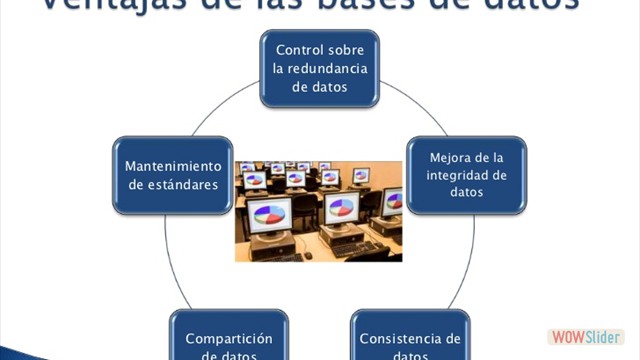 Ventajas de las bases de datos
Control sobre
la redundancia
de datos
Mejora de la
integridad de
datos
Consistencia de
datos
Compartición
de datos
Mantenimiento
de estándares
WOWSlider